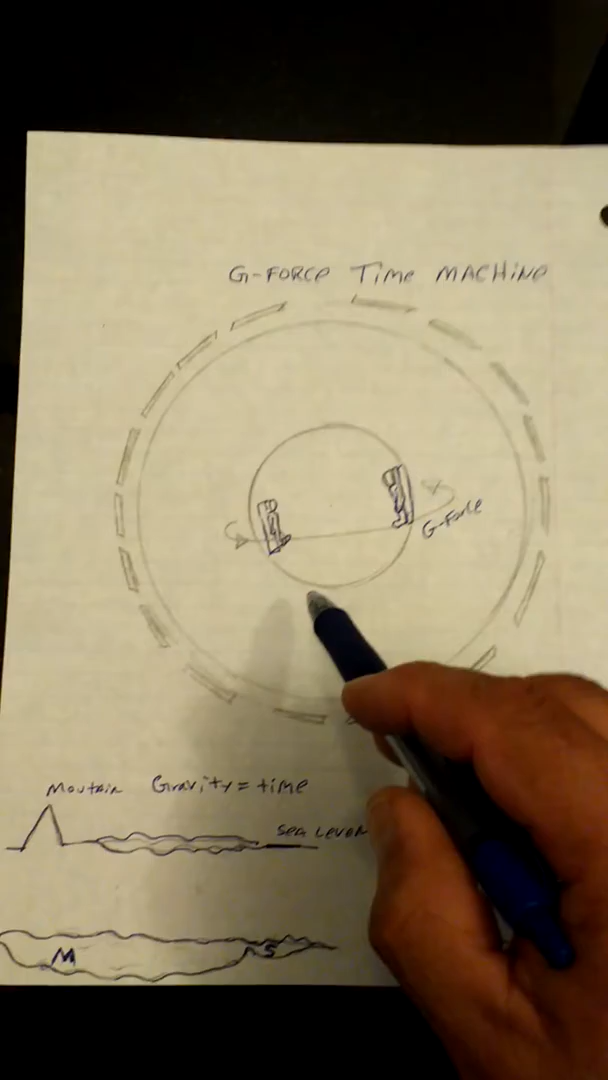 G-FORCE TIME MACHINE
G-FORCE
Moutain Gravity = time
SEA LEVEL
M
S